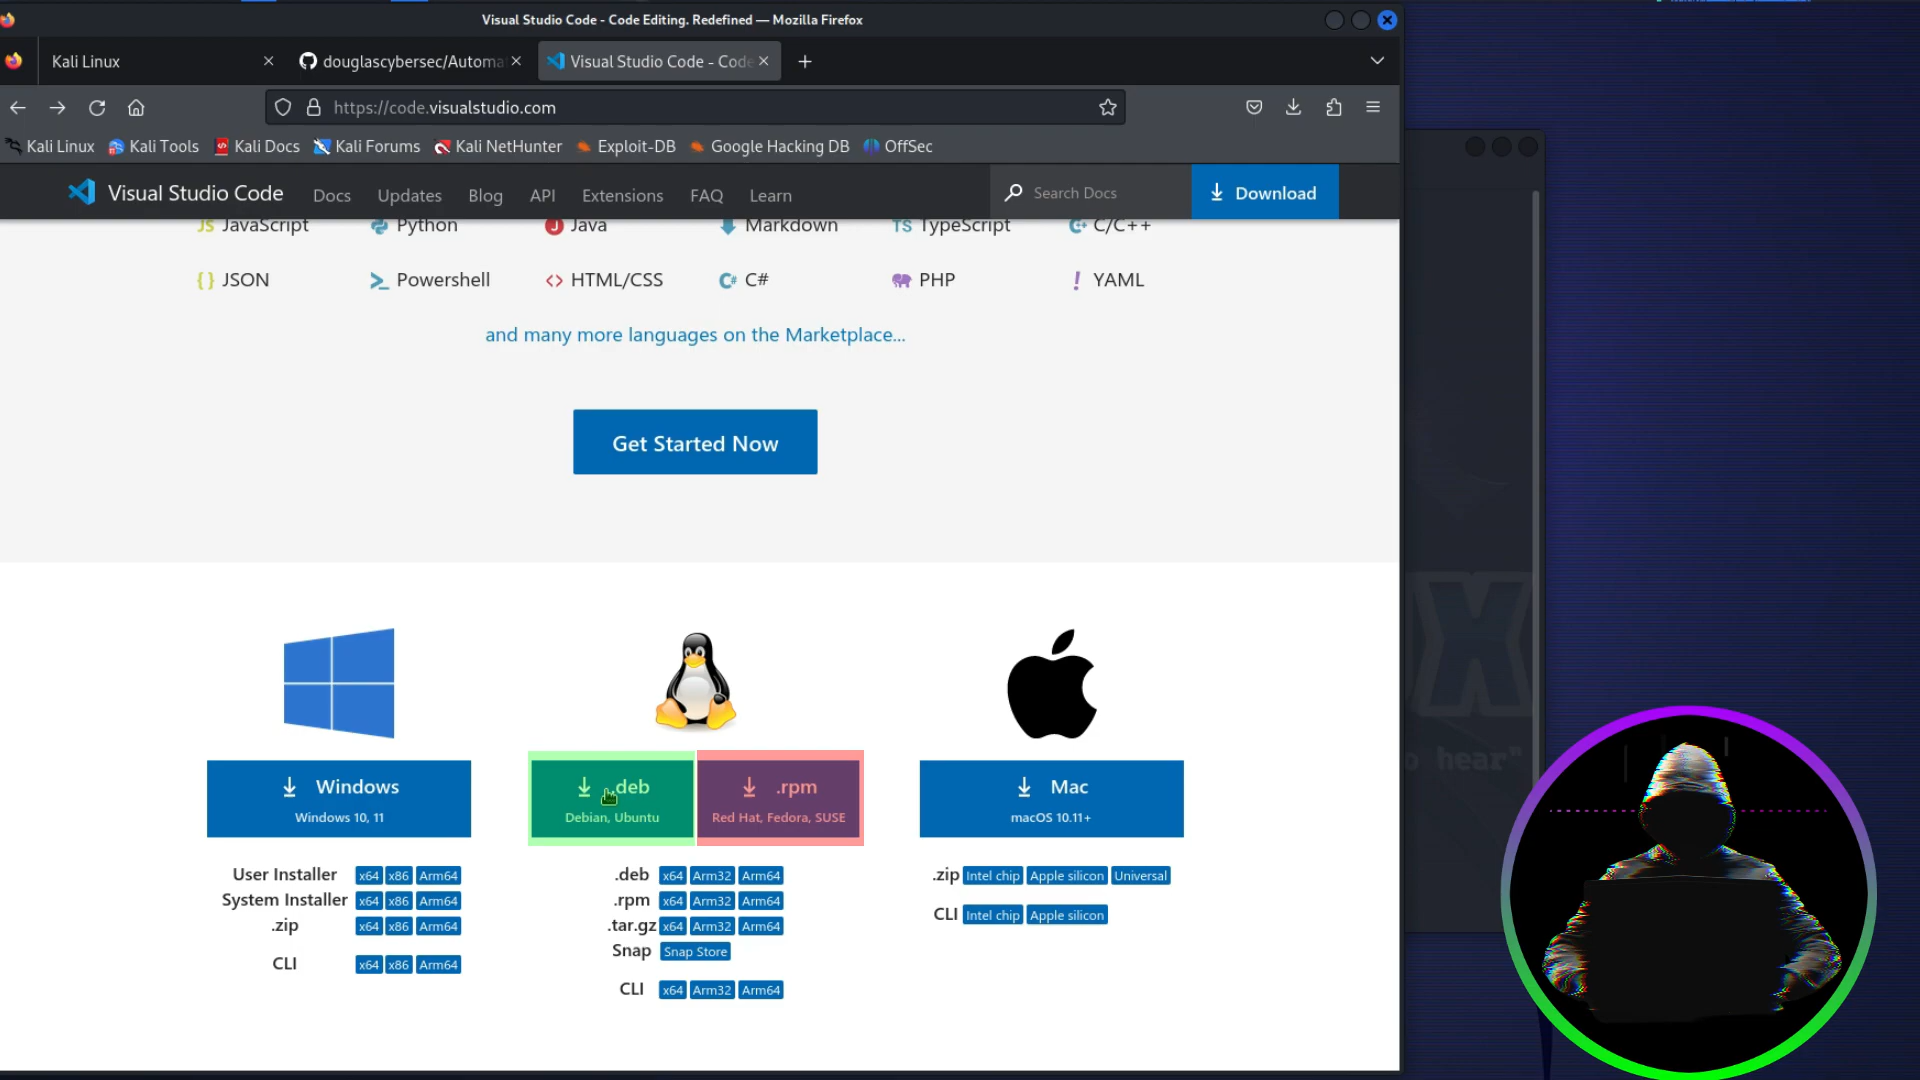 Visual Studio Code - Code Editing. Redefined — Mozilla Firefox
Kali Linux
douglascybersec/Automa
Visual Studio Code - Code
https://code.visualstudio.com
Kali Linux Kali Tools Kali Docs Kali Forums Kali NetHunter Exploit-DB Google Hacking DB OffSec
Visual Studio Code Docs Updates Blog API Extensions FAQ Learn Search Docs Download
JS JavaScript Python J Java Markdown TS TypeScript C+ C/C++
{ } JSON Powershell <> HTML/CSS C# C# PHP ! YAML
and many more languages on the Marketplace...
Get Started Now
Windows
Windows 10, 11
.deb
Debian, Ubuntu
.rpm
Red Hat, Fedora, SUSE
Mac
macOS 10.11+
User Installer x64 x86 Arm64
System Installer x64 x86 Arm64
.zip x64 x86 Arm64
CLI x64 x86 Arm64
.deb x64 Arm32 Arm64
.rpm x64 Arm32 Arm64
.tar.gz x64 Arm32 Arm64
Snap Snap Store
CLI x64 Arm32 Arm64
.zip Intel chip Apple silicon Universal
CLI Intel chip Apple silicon
hear"